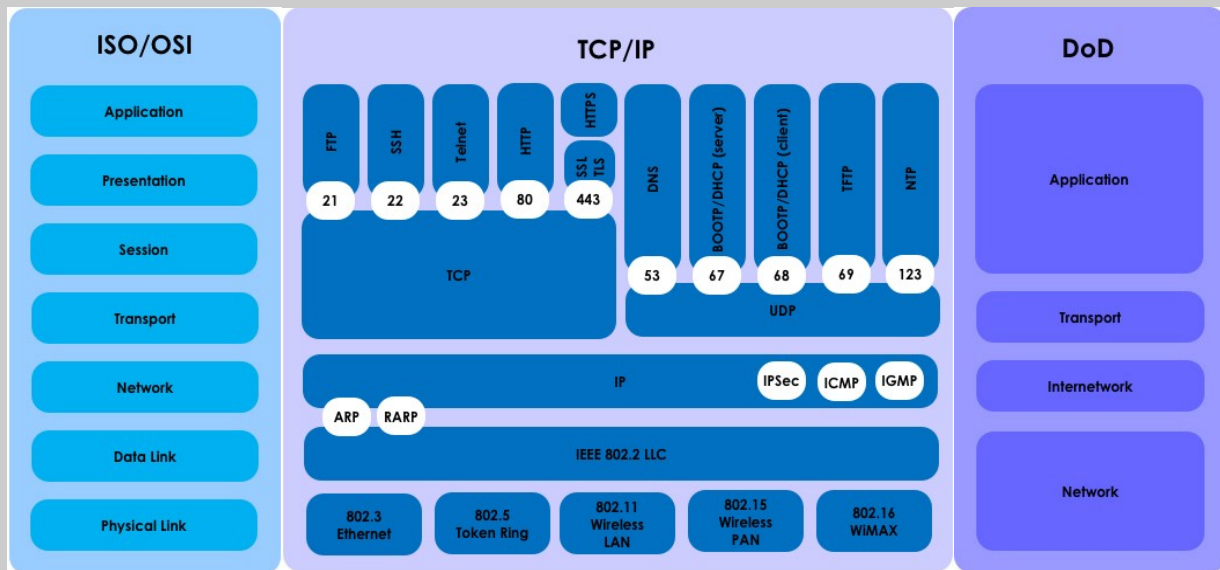 ISO/OSI
Application
Presentation
Session
Transport
Network
Data Link
Physical Link
TCP/IP
FTP
SSH
Telnet
HTTP
HTTPS
SSL
TLS
DNS
BOOTP/DHCP (server)
BOOTP/DHCP (client)
TFTP
NTP
21
22
23
80
443
53
67
68
69
123
TCP
UDP
IP
IPSec
ICMP
IGMP
ARP
RARP
IEEE 802.2 LLC
802.3
Ethernet
802.5
Token Ring
802.11
Wireless
LAN
802.15
Wireless
PAN
802.16
WiMAX
DoD
Application
Transport
Internetwork
Network